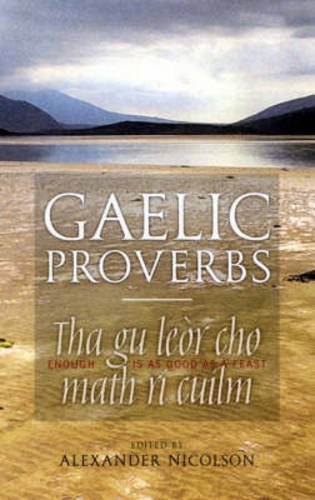 GAELIC
PROVERBS
Tha gu leòr cho
ENOUGH IS AS GOOD AS A FEAST
math ri cuilm
EDITED BY
ALEXANDER NICOLSON